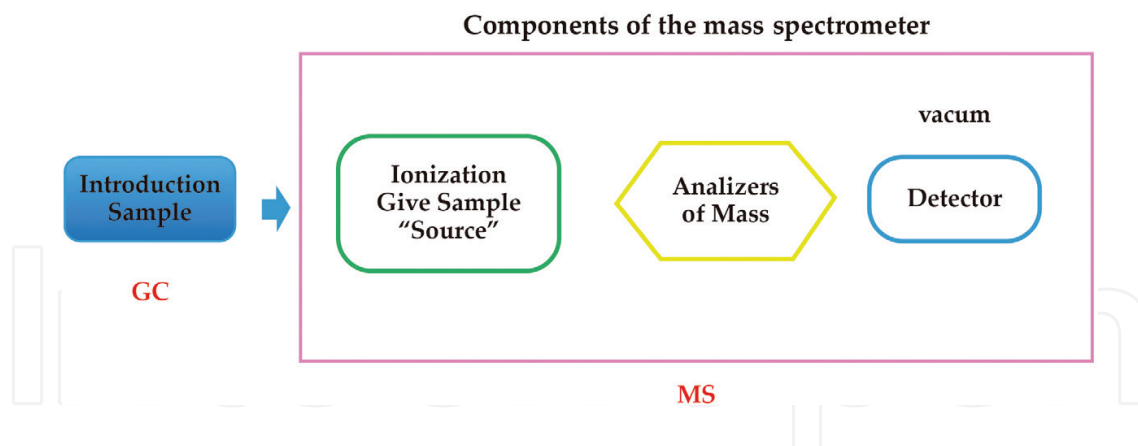 Components of the mass spectrometer
vacum
Introduction
Sample
Ionization
Give Sample
“Source”
Analizers
of Mass
Detector
GC
MS